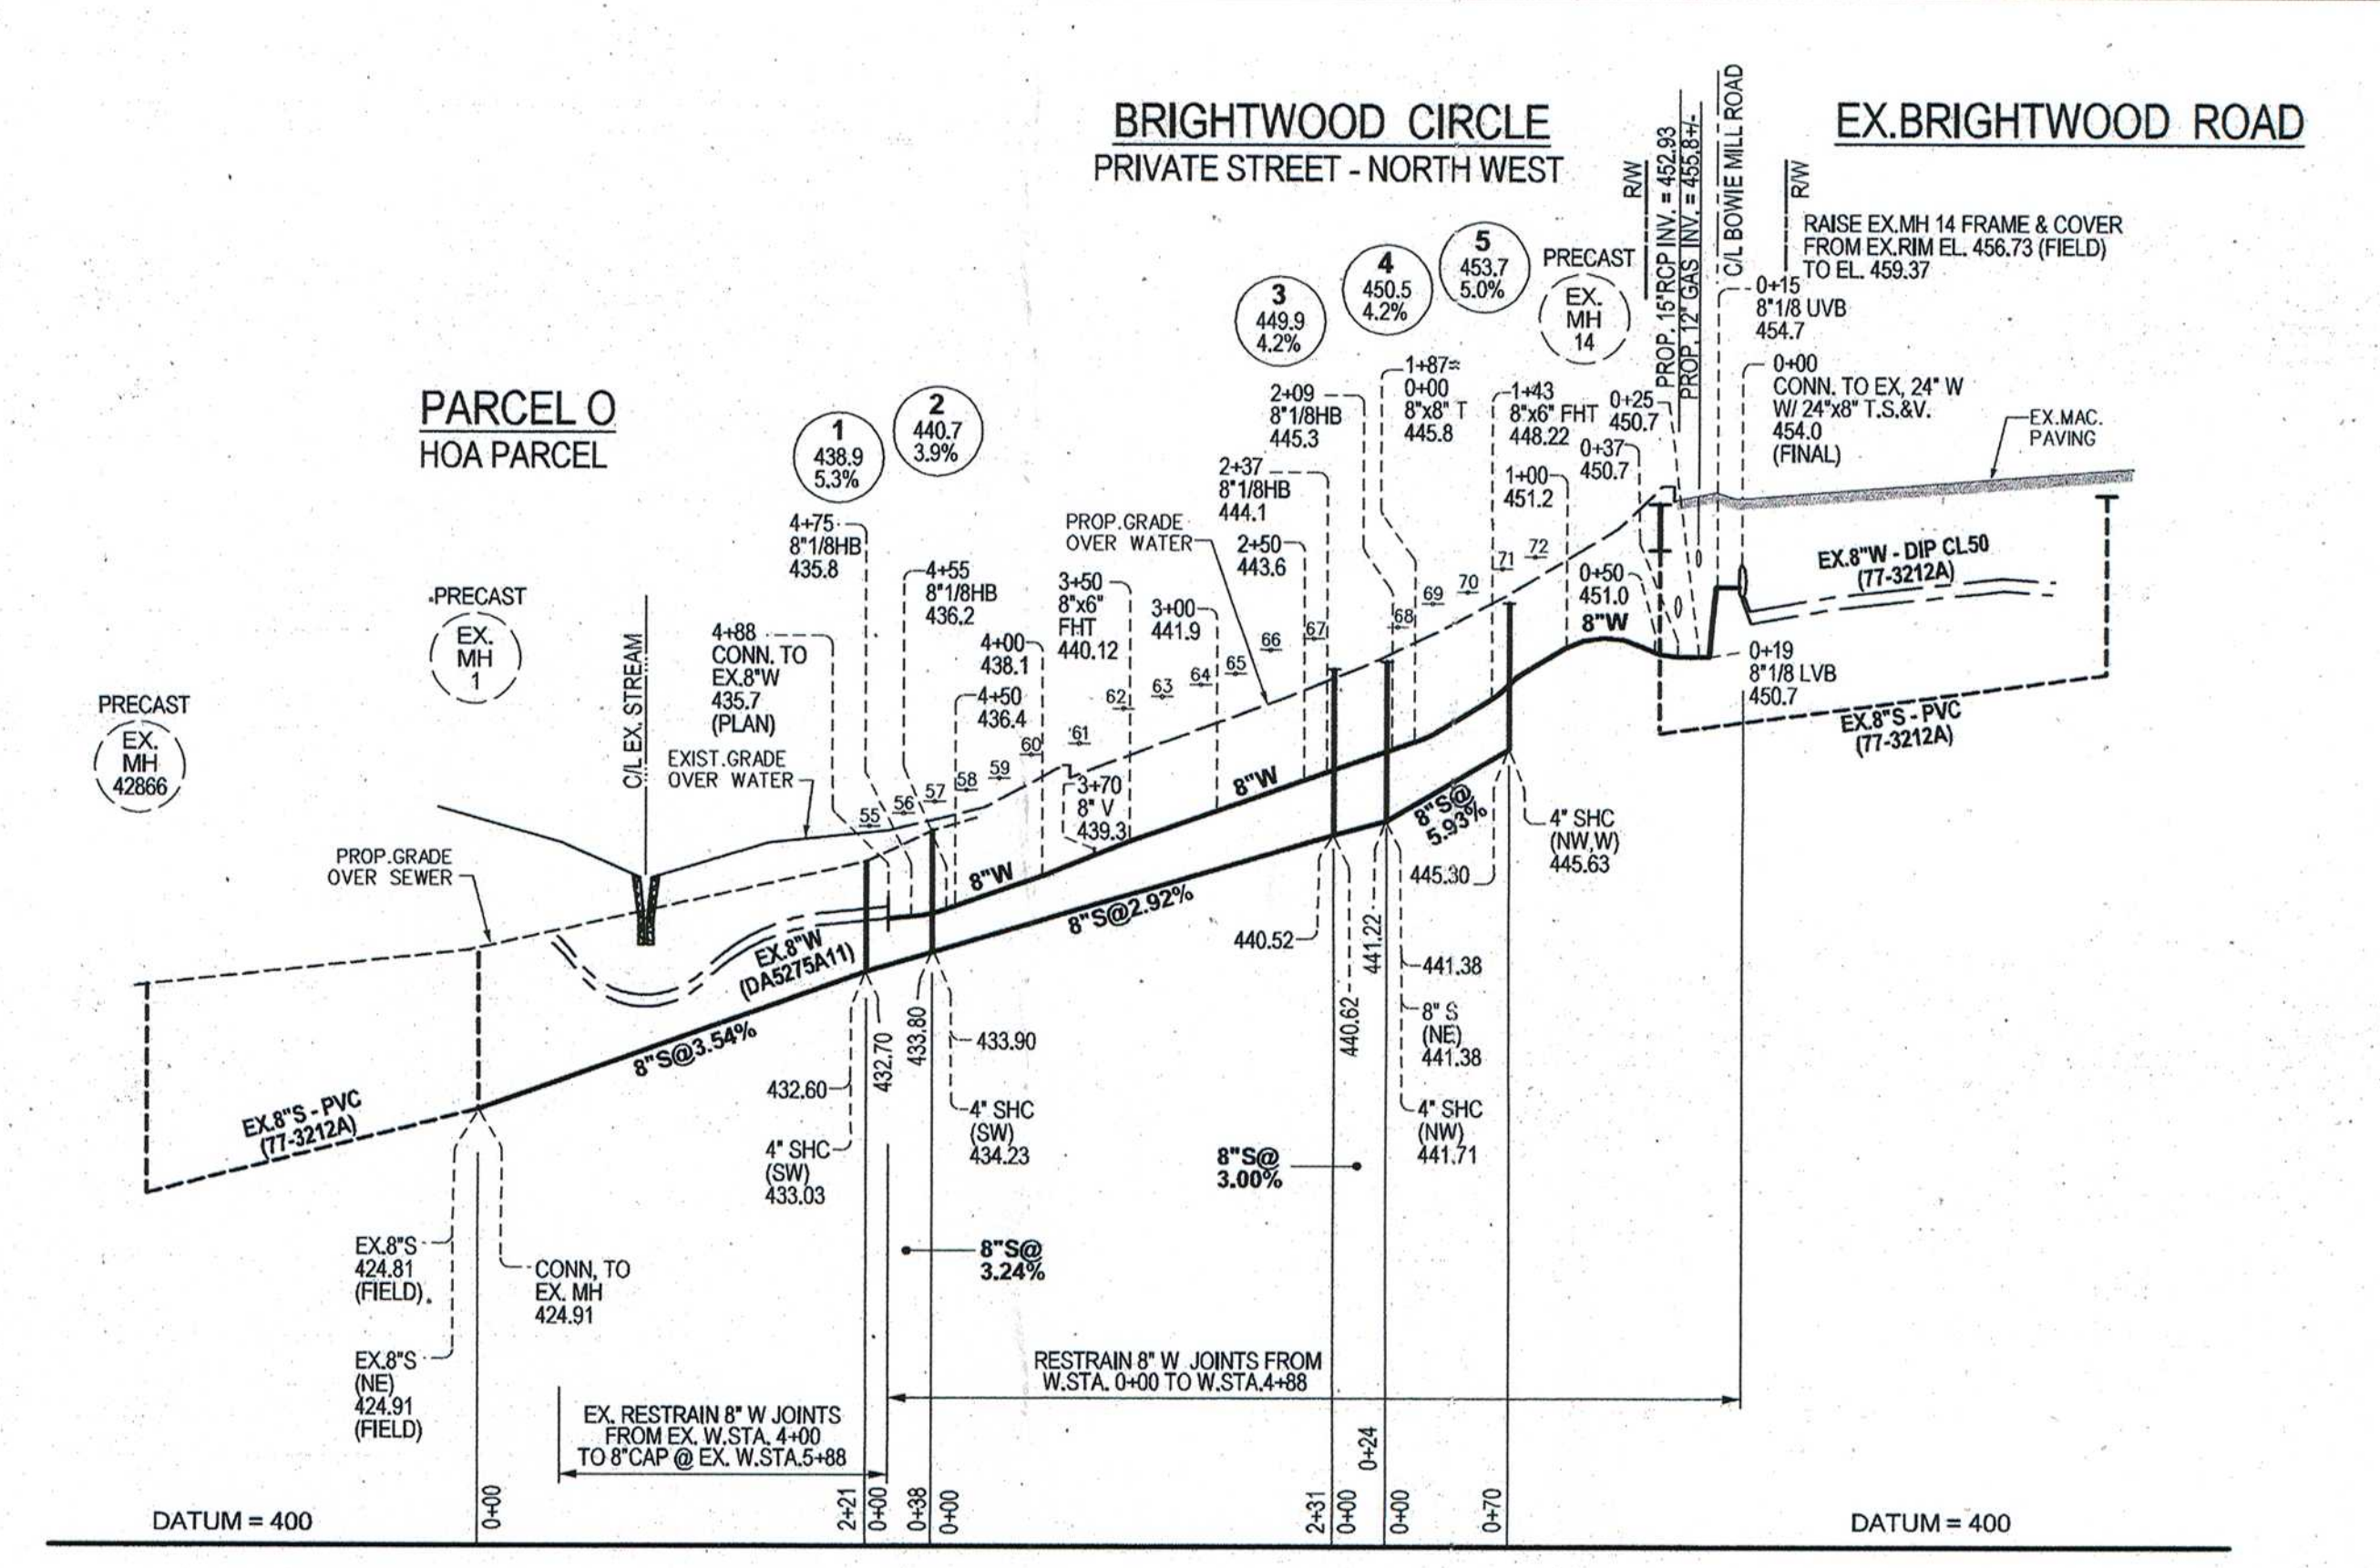 BRIGHTWOOD CIRCLE
PRIVATE STREET - NORTH WEST
EX.BRIGHTWOOD ROAD
R/W
PROP. 15"RCP INV. = 452.93
PROP. 12" GAS INV. = 455.8+/-
C/L BOWIE MILL ROAD
R/W
RAISE EX.MH 14 FRAME & COVER
FROM EX.RIM EL. 456.73 (FIELD)
TO EL. 459.37
PARCEL O
HOA PARCEL
1
438.9
5.3%
2
440.7
3.9%
3
449.9
4.2%
4
450.5
4.2%
5
453.7
5.0%
PRECAST
EX.
MH
14
0+15
8"1/8 UVB
454.7
0+00
CONN. TO EX, 24" W
W/ 24"x8" T.S.&V.
454.0
(FINAL)
EX.MAC.
PAVING
1+87=
0+00
8"x8" T
445.8
2+09
8"1/8HB
445.3
1+43
8"x6" FHT
448.22
0+25
450.7
0+37
450.7
1+00
451.2
2+37
8"1/8HB
444.1
2+50
443.6
PROP.GRADE
OVER WATER
4+75
8"1/8HB
435.8
4+55
8"1/8HB
436.2
3+50
8"x6"
FHT
440.12
3+00
441.9
4+00
438.1
4+50
436.4
4+88
CONN. TO
EX.8"W
435.7
(PLAN)
0+50
451.0
8"W
EX.8"W - DIP CL50
(77-3212A)
0+19
8"1/8 LVB
450.7
EX.8"S - PVC
(77-3212A)
PRECAST
EX.
MH
1
PRECAST
EX.
MH
42866
C/L EX. STREAM
EXIST.GRADE
OVER WATER
PROP.GRADE
OVER SEWER
55
56
57
58
59
60
61
62
63
64
65
66
67
68
69
70
71
72
3+70
8" V
439.3
8"W
8"W
8"S@
5.93%
8"S@2.92%
4" SHC
(NW,W)
445.63
445.30
EX.8"W
(DA5275A11)
8"S@3.54%
EX.8"S - PVC
(77-3212A)
440.52
440.62
441.22
441.38
8" S
(NE)
441.38
4" SHC
(NW)
441.71
432.60
432.70
433.80
433.90
4" SHC
(SW)
433.03
4" SHC
(SW)
434.23
8"S@
3.00%
8"S@
3.24%
EX.8"S
424.81
(FIELD)
CONN, TO
EX. MH
424.91
EX.8"S
(NE)
424.91
(FIELD)
RESTRAIN 8" W JOINTS FROM
W.STA. 0+00 TO W.STA.4+88
EX. RESTRAIN 8" W JOINTS
FROM EX. W.STA. 4+00
TO 8"CAP @ EX. W.STA.5+88
DATUM = 400
0+00
2+21
0+00
0+38
0+00
2+31
0+00
0+24
0+00
0+70
DATUM = 400